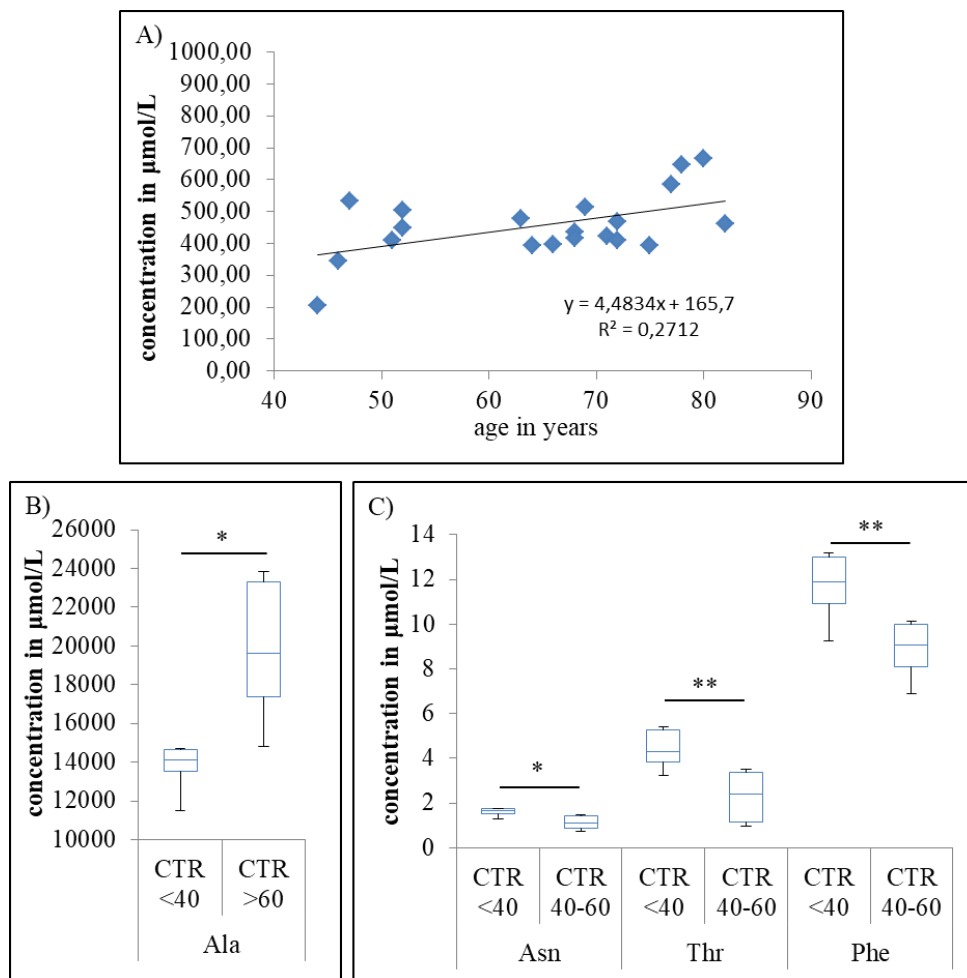 A)
concentration in µmol/L
1000,00
900,00
800,00
700,00
600,00
500,00
400,00
300,00
200,00
100,00
0,00
y = 4,4834x + 165,7
R² = 0,2712
40 50 60 70 80 90
age in years
B)
concentration in µmol/L
26000
24000
22000
20000
18000
16000
14000
12000
10000
*
CTR CTR
<40 >60
Ala
C)
concentration in µmol/L
14
12
10
8
6
4
2
0
*
**
**
CTR CTR CTR CTR CTR CTR
<40 40-60 <40 40-60 <40 40-60
Asn Thr Phe